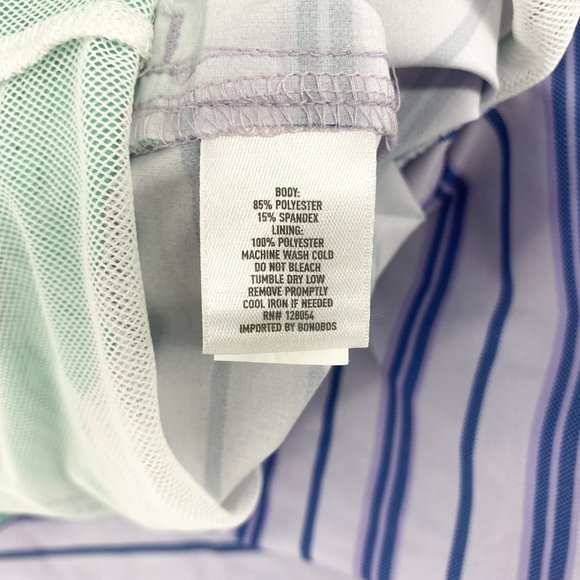 BODY:
85% POLYESTER
15% SPANDEX
LINING:
100% POLYESTER
MACHINE WASH COLD
DO NOT BLEACH
TUMBLE DRY LOW
REMOVE PROMPTLY
COOL IRON IF NEEDED
RN# 128054
IMPORTED BY BONOBOS